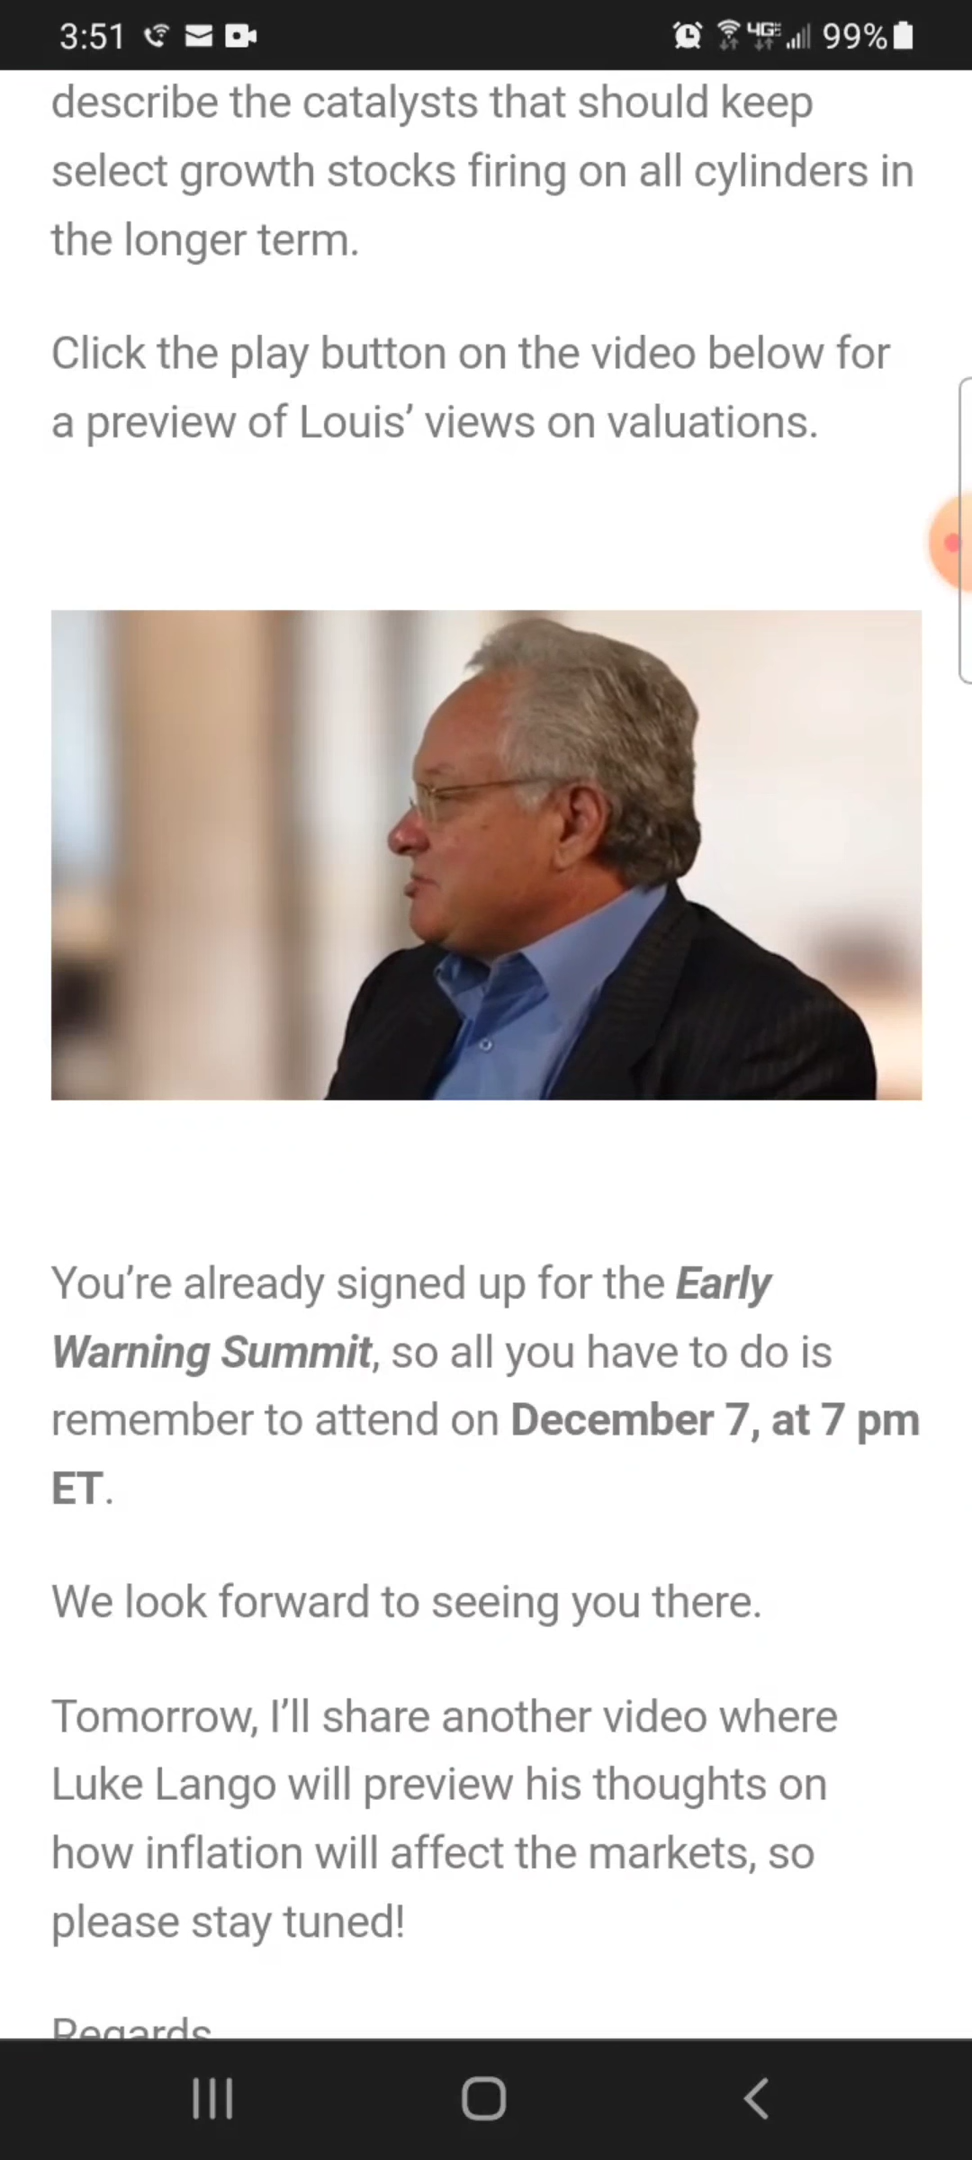 3:51 4GE 99%
describe the catalysts that should keep
select growth stocks firing on all cylinders in
the longer term.
Click the play button on the video below for
a preview of Louis’ views on valuations.
You’re already signed up for the Early
Warning Summit, so all you have to do is
remember to attend on December 7, at 7 pm
ET.
We look forward to seeing you there.
Tomorrow, I’ll share another video where
Luke Lango will preview his thoughts on
how inflation will affect the markets, so
please stay tuned!
Regards